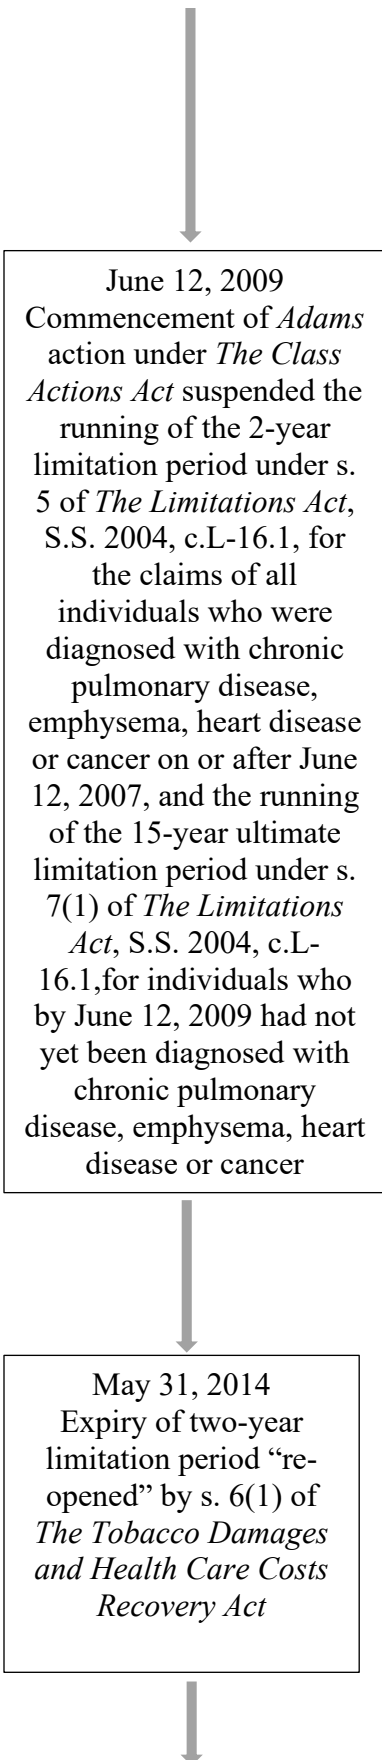 June 12, 2009
Commencement of Adams
action under The Class
Actions Act suspended the
running of the 2-year
limitation period under s.
5 of The Limitations Act,
S.S. 2004, c.L-16.1, for
the claims of all
individuals who were
diagnosed with chronic
pulmonary disease,
emphysema, heart disease
or cancer on or after June
12, 2007, and the running
of the 15-year ultimate
limitation period under s.
7(1) of The Limitations
Act, S.S. 2004, c.L-
16.1,for individuals who
by June 12, 2009 had not
yet been diagnosed with
chronic pulmonary
disease, emphysema, heart
disease or cancer
May 31, 2014
Expiry of two-year
limitation period “re-
opened” by s. 6(1) of
The Tobacco Damages
and Health Care Costs
Recovery Act